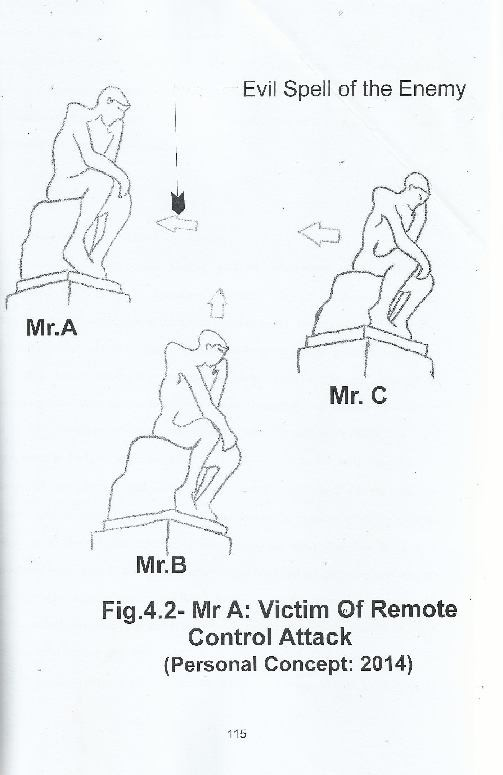 Evil Spell of the Enemy
Mr.A
Mr. C
Mr.B
Fig.4.2- Mr A: Victim Of Remote
Control Attack
(Personal Concept: 2014)
115